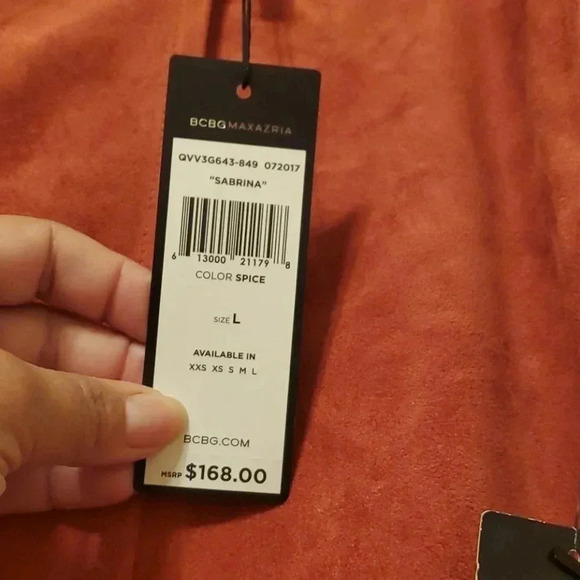 BCBGMAXAZRIA
QVV3G643-849 072017
"SABRINA"
6 13000 21179 8
COLOR SPICE
SIZE L
AVAILABLE IN
XXS XS S M L
BCBG.COM
MSRP $168.00